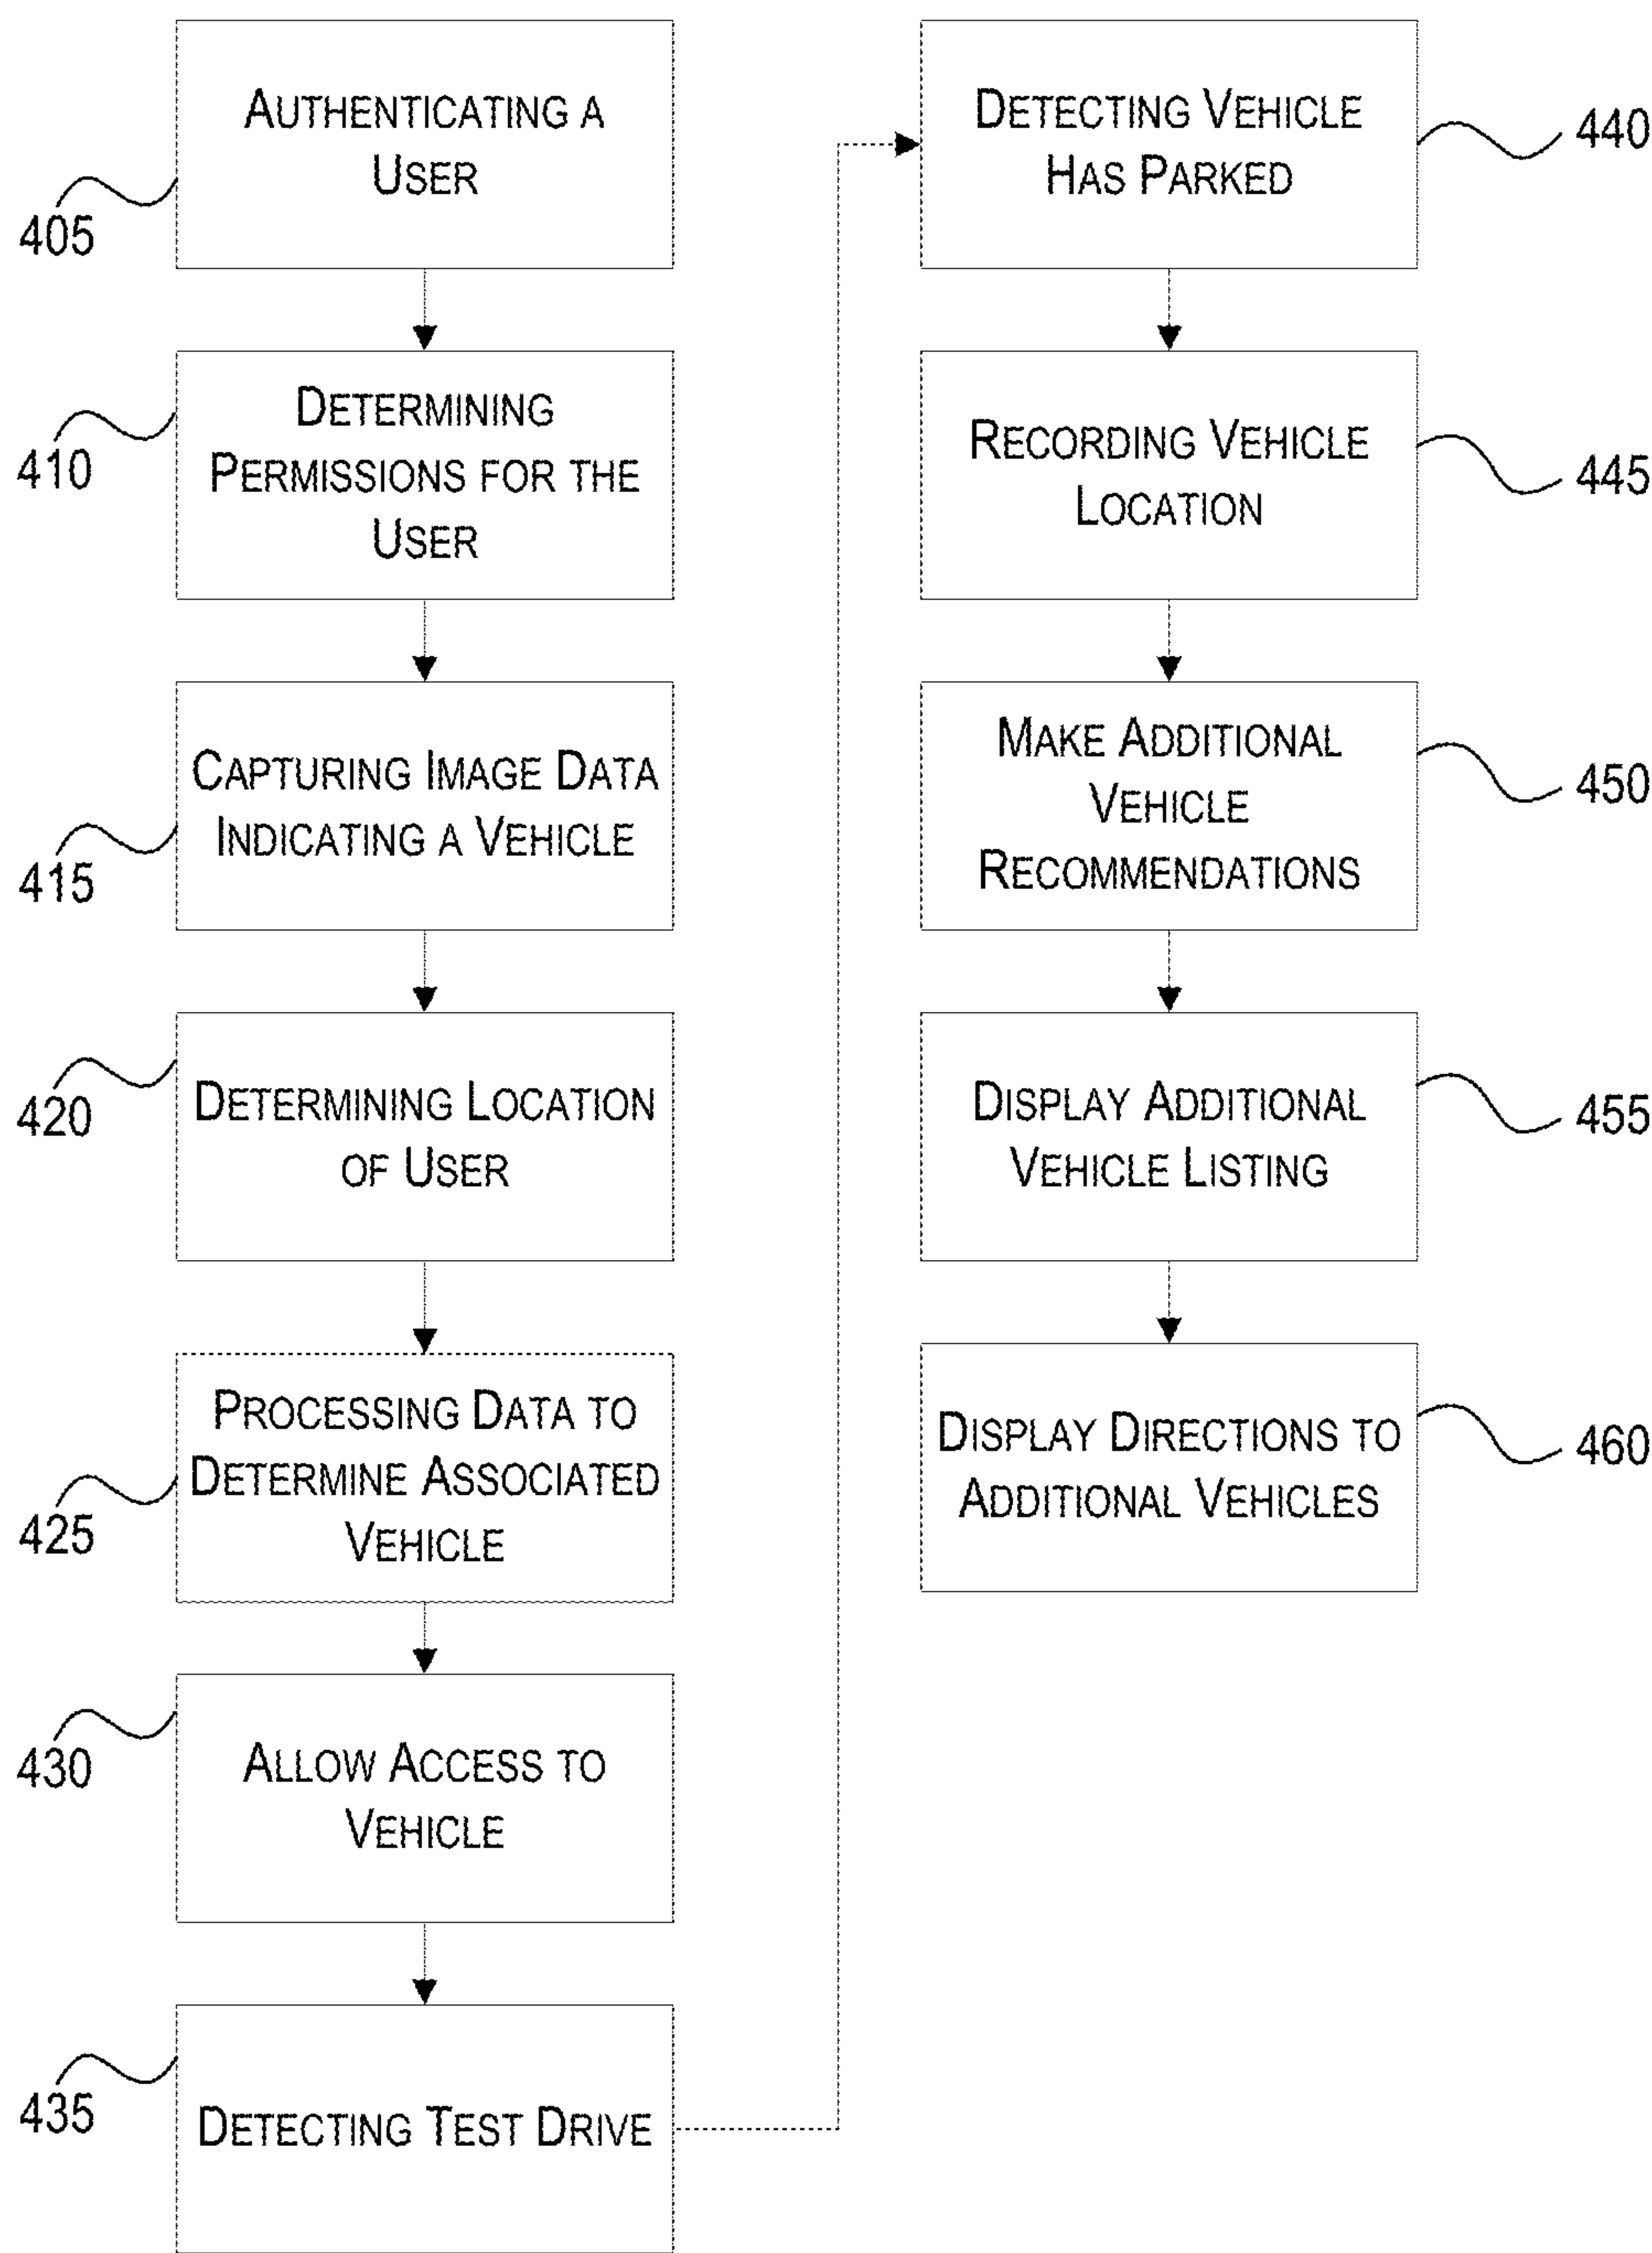 AUTHENTICATING A
USER
405
DETERMINING
PERMISSIONS FOR THE
USER
410
CAPTURING IMAGE DATA
INDICATING A VEHICLE
415
DETERMINING LOCATION
OF USER
420
PROCESSING DATA TO
DETERMINE ASSOCIATED
VEHICLE
425
ALLOW ACCESS TO
VEHICLE
430
DETECTING TEST DRIVE
435
DETECTING VEHICLE
HAS PARKED
440
RECORDING VEHICLE
LOCATION
445
MAKE ADDITIONAL
VEHICLE
RECOMMENDATIONS
450
DISPLAY ADDITIONAL
VEHICLE LISTING
455
DISPLAY DIRECTIONS TO
ADDITIONAL VEHICLES
460